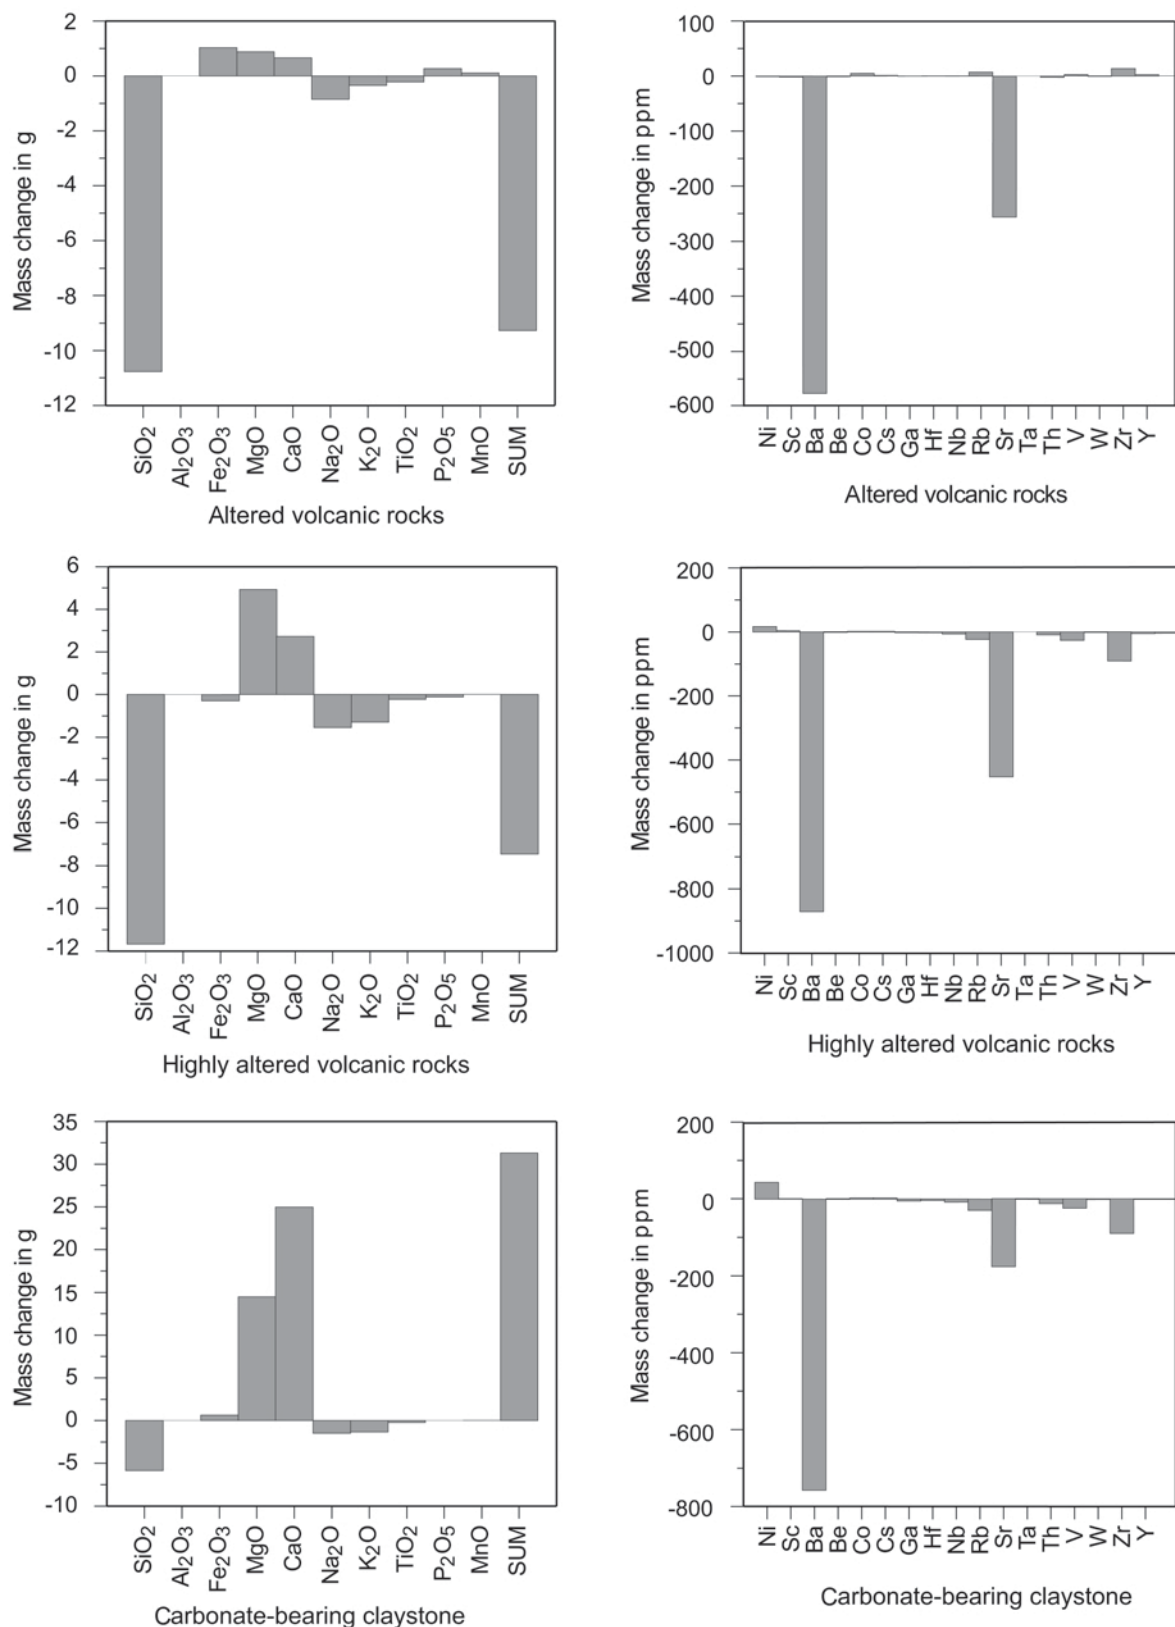 2
0
-2
-4
-6
-8
-10
-12
Mass change in g
SiO2
Al2O3
Fe2O3
MgO
CaO
Na2O
K2O
TiO2
P2O5
MnO
SUM
Altered volcanic rocks
100
0
-100
-200
-300
-400
-500
-600
Mass change in ppm
Ni
Sc
Ba
Be
Co
Cs
Ga
Hf
Nb
Rb
Sr
Ta
Th
V
W
Zr
Y
Altered volcanic rocks
6
4
2
0
-2
-4
-6
-8
-10
-12
Mass change in g
SiO2
Al2O3
Fe2O3
MgO
CaO
Na2O
K2O
TiO2
P2O5
MnO
SUM
Highly altered volcanic rocks
200
0
-200
-400
-600
-800
-1000
Mass change in ppm
Ni
Sc
Ba
Be
Co
Cs
Ga
Hf
Nb
Rb
Sr
Ta
Th
V
W
Zr
Y
Highly altered volcanic rocks
35
30
25
20
15
10
5
0
-5
-10
Mass change in g
SiO2
Al2O3
Fe2O3
MgO
CaO
Na2O
K2O
TiO2
P2O5
MnO
SUM
Carbonate-bearing claystone
200
0
-200
-400
-600
-800
Mass change in ppm
Ni
Sc
Ba
Be
Co
Cs
Ga
Hf
Nb
Rb
Sr
Ta
Th
V
W
Zr
Y
Carbonate-bearing claystone